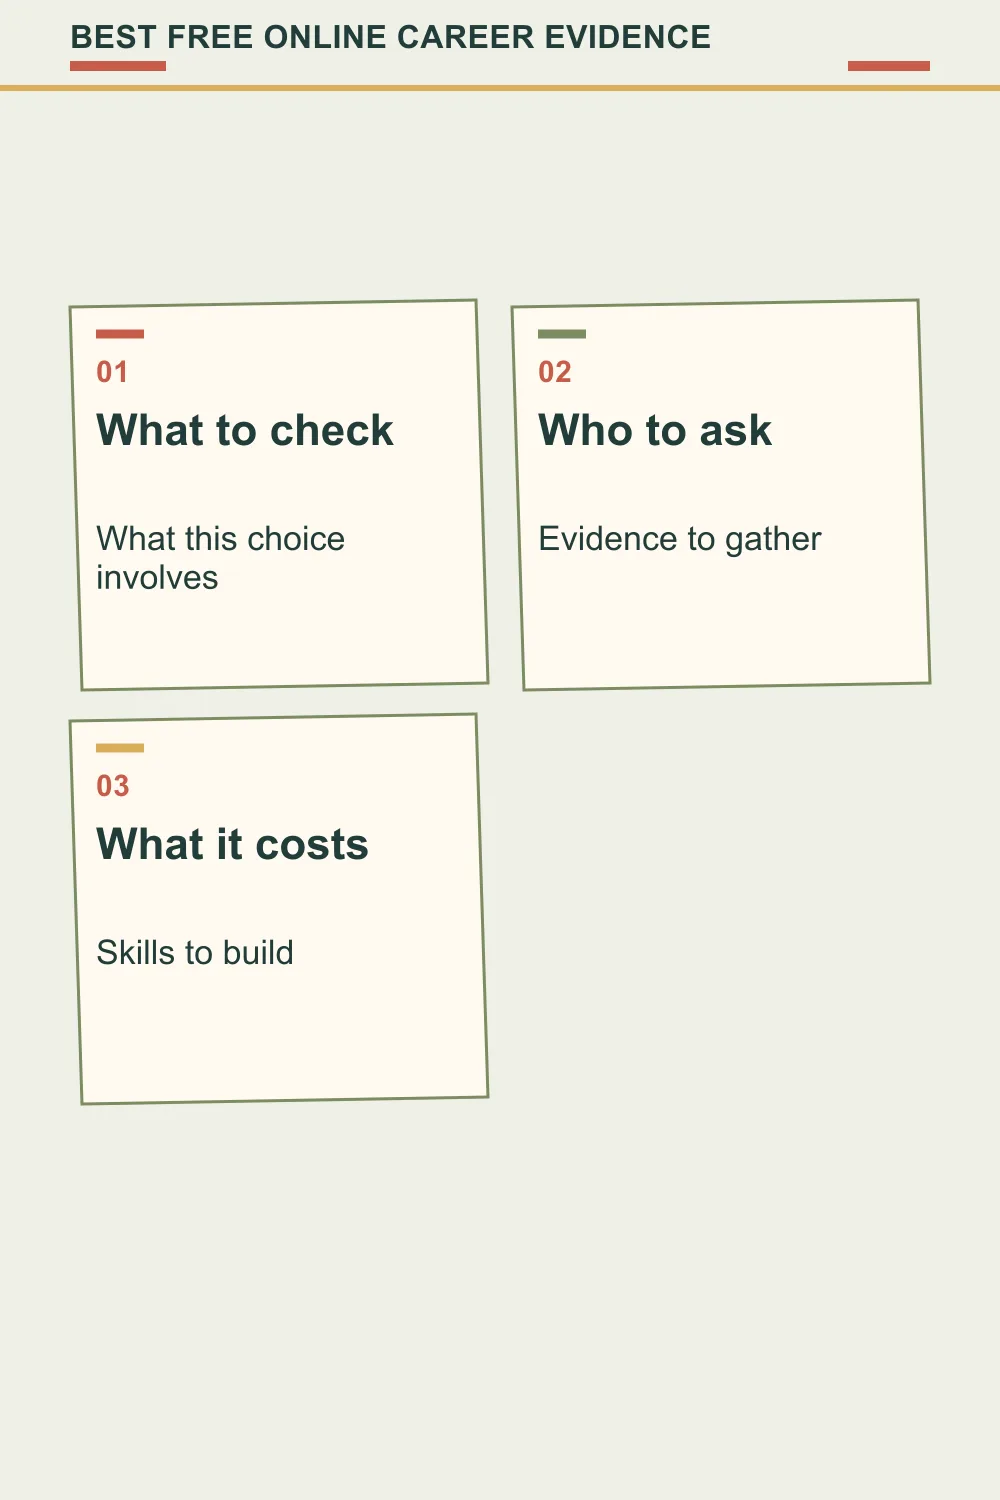 BEST FREE ONLINE CAREER EVIDENCE
01
What to check
What this choice
involves
02
Who to ask
Evidence to gather
03
What it costs
Skills to build